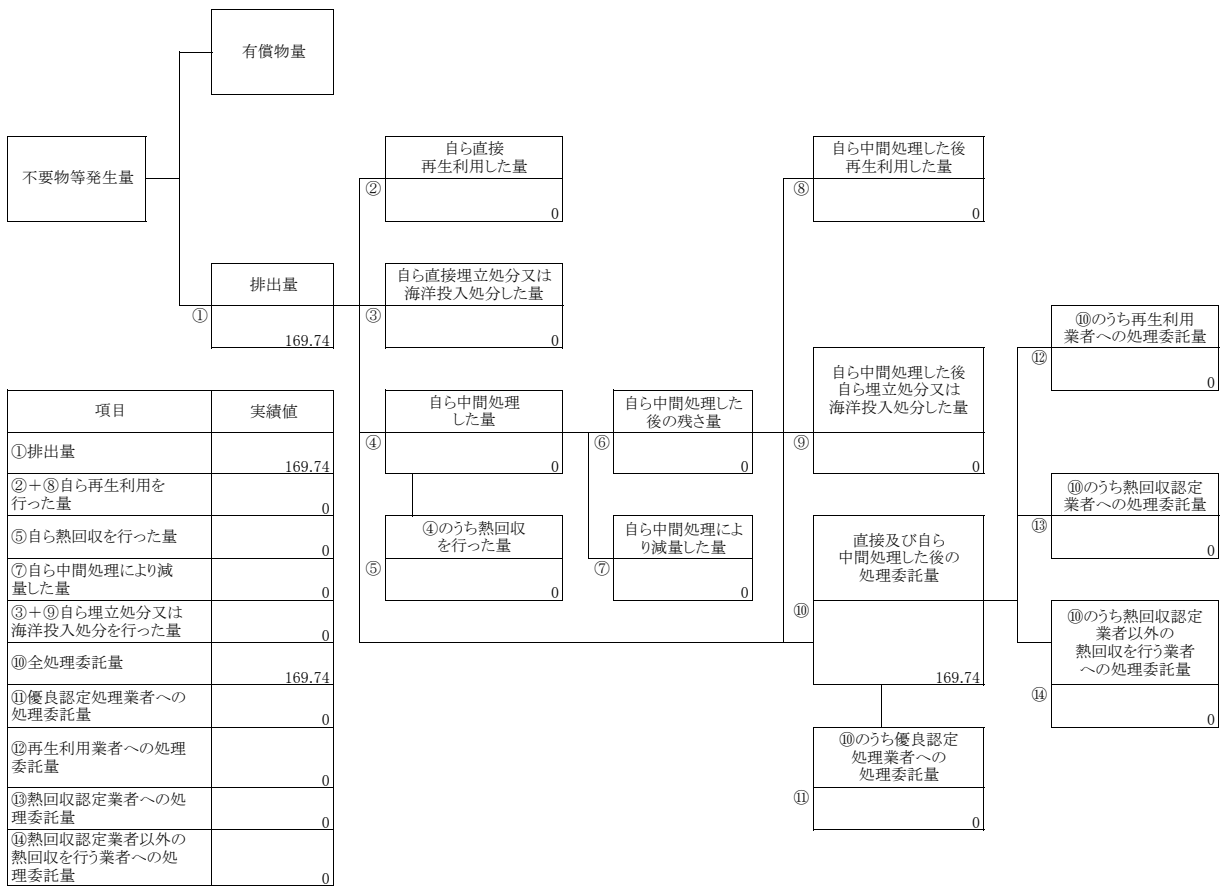 有償物量
不要物等発生量
自ら直接
再生利用した量
②
0
自ら中間処理した後
再生利用した量
⑧
0
排出量
①
169.74
自ら直接埋立処分又は
海洋投入処分した量
③
0
⑩のうち再生利用
業者への処理委託量
⑫
0
自ら中間処理
した量
④
0
自ら中間処理した
後の残さ量
⑥
0
自ら中間処理した後
自ら埋立処分又は
海洋投入処分した量
⑨
0
⑩のうち熱回収認定
業者への処理委託量
⑬
0
④のうち熱回収
を行った量
⑤
0
自ら中間処理によ
り減量した量
⑦
0
直接及び自ら
中間処理した後の
処理委託量
⑩
169.74
⑩のうち熱回収認定
業者以外の
熱回収を行う業者
への処理委託量
⑭
0
⑩のうち優良認定
処理業者への
処理委託量
⑪
0
項目 実績値
①排出量
169.74
②+⑧自ら再生利用を
行った量
0
⑤自ら熱回収を行った量
0
⑦自ら中間処理により減
量した量
0
③+⑨自ら埋立処分又は
海洋投入処分を行った量
0
⑩全処理委託量
169.74
⑪優良認定処理業者への
処理委託量
0
⑫再生利用業者への処理
委託量
0
⑬熱回収認定業者への処
理委託量
0
⑭熱回収認定業者以外の
熱回収を行う業者への処
理委託量
0